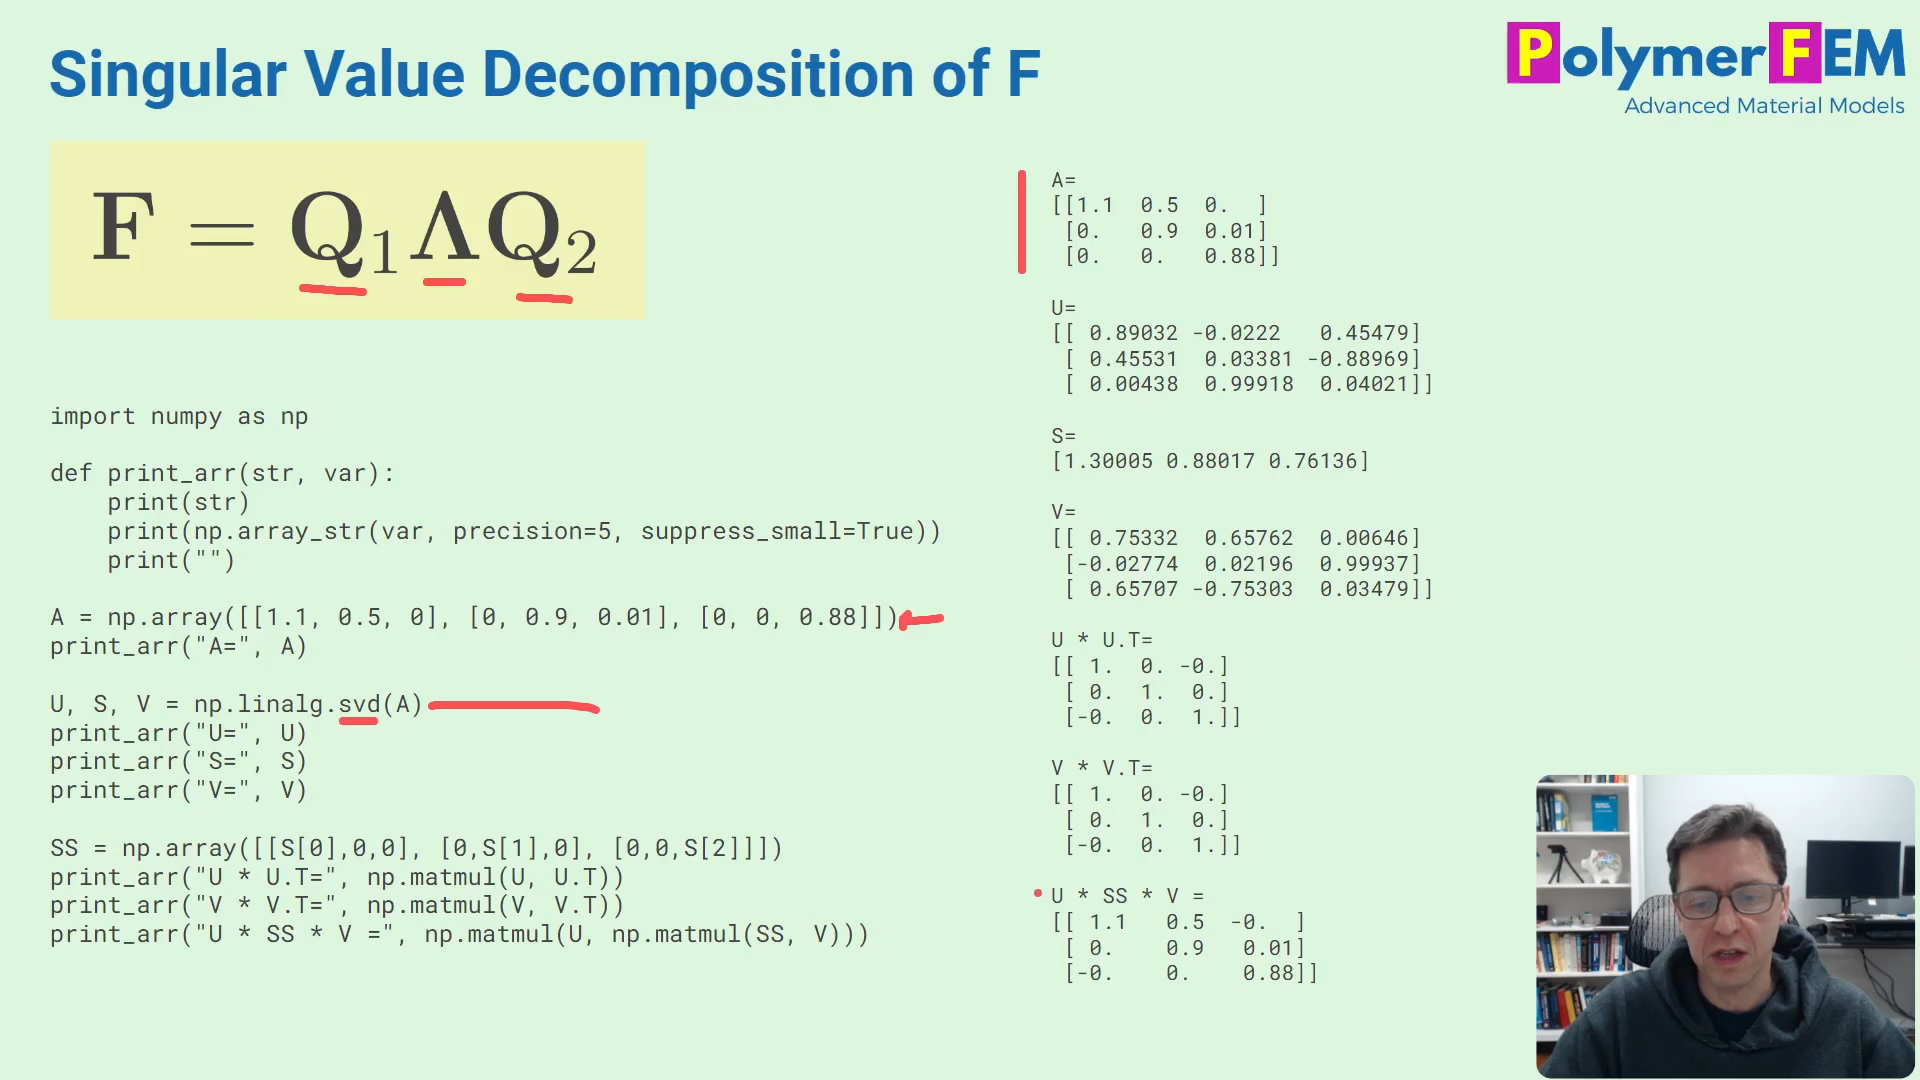 Singular Value Decomposition of F
PolymerFEM
Advanced Material Models
F = Q₁ΛQ₂
import numpy as np
def print_arr(str, var):
    print(str)
    print(np.array_str(var, precision=5, suppress_small=True))
    print("")
A = np.array([[1.1, 0.5, 0], [0, 0.9, 0.01], [0, 0, 0.88]])
print_arr("A=", A)
U, S, V = np.linalg.svd(A)
print_arr("U=", U)
print_arr("S=", S)
print_arr("V=", V)
SS = np.array([[S[0],0,0], [0,S[1],0], [0,0,S[2]]])
print_arr("U * U.T=", np.matmul(U, U.T))
print_arr("V * V.T=", np.matmul(V, V.T))
print_arr("U * SS * V =", np.matmul(U, np.matmul(SS, V)))
A=
[[1.1  0.5  0.  ]
 [0.   0.9  0.01]
 [0.   0.   0.88]]
U=
[[ 0.89032 -0.0222   0.45479]
 [ 0.45531  0.03381 -0.88969]
 [ 0.00438  0.99918  0.04021]]
S=
[1.30005 0.88017 0.76136]
V=
[[ 0.75332  0.65762  0.00646]
 [-0.02774  0.02196  0.99937]
 [ 0.65707 -0.75303  0.03479]]
U * U.T=
[[ 1.  0. -0.]
 [ 0.  1.  0.]
 [-0.  0.  1.]]
V * V.T=
[[ 1.  0. -0.]
 [ 0.  1.  0.]
 [-0.  0.  1.]]
U * SS * V =
[[ 1.1   0.5  -0.  ]
 [ 0.    0.9   0.01]
 [-0.    0.    0.88]]